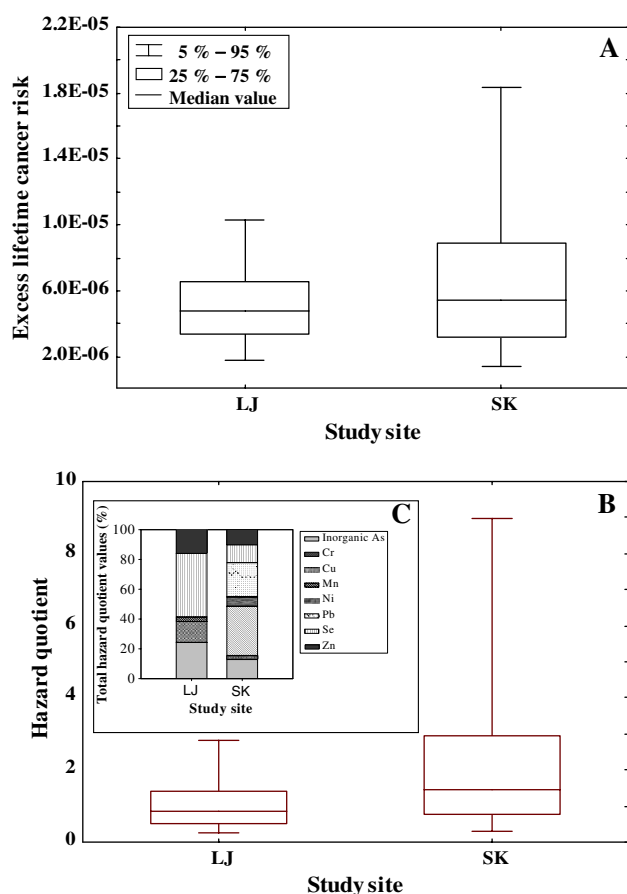 2.2E-05
1.8E-05
1.4E-05
1.0E-05
6.0E-06
2.0E-06
Excess lifetime cancer risk
5 % – 95 %
25 % – 75 %
Median value
A
LJ SK
Study site
10
8
6
4
2
0
Hazard quotient
B
C
100
80
60
40
20
0
Total hazard quotient values (%)
Inorganic As
Cr
Cu
Mn
Ni
Pb
Se
Zn
LJ SK
Study site
LJ SK
Study site